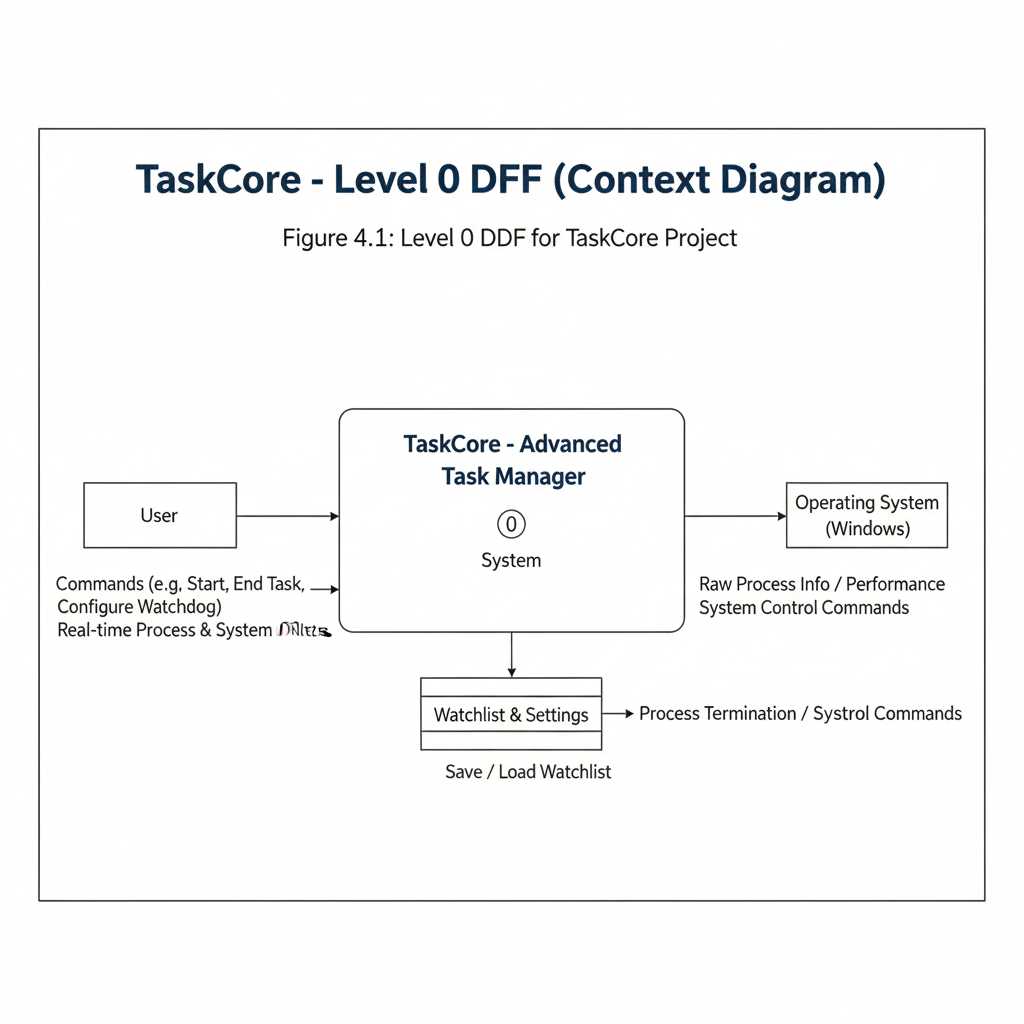 TaskCore - Level 0 DFF (Context Diagram)
Figure 4.1: Level 0 DDF for TaskCore Project
TaskCore - Advanced
Task Manager
0
System
User
Operating System
(Windows)
Commands (e.g, Start, End Task,
Configure Watchdog)
Real-time Process & System
Raw Process Info / Performance
System Control Commands
Watchlist & Settings
Process Termination / Systrol Commands
Save / Load Watchlist